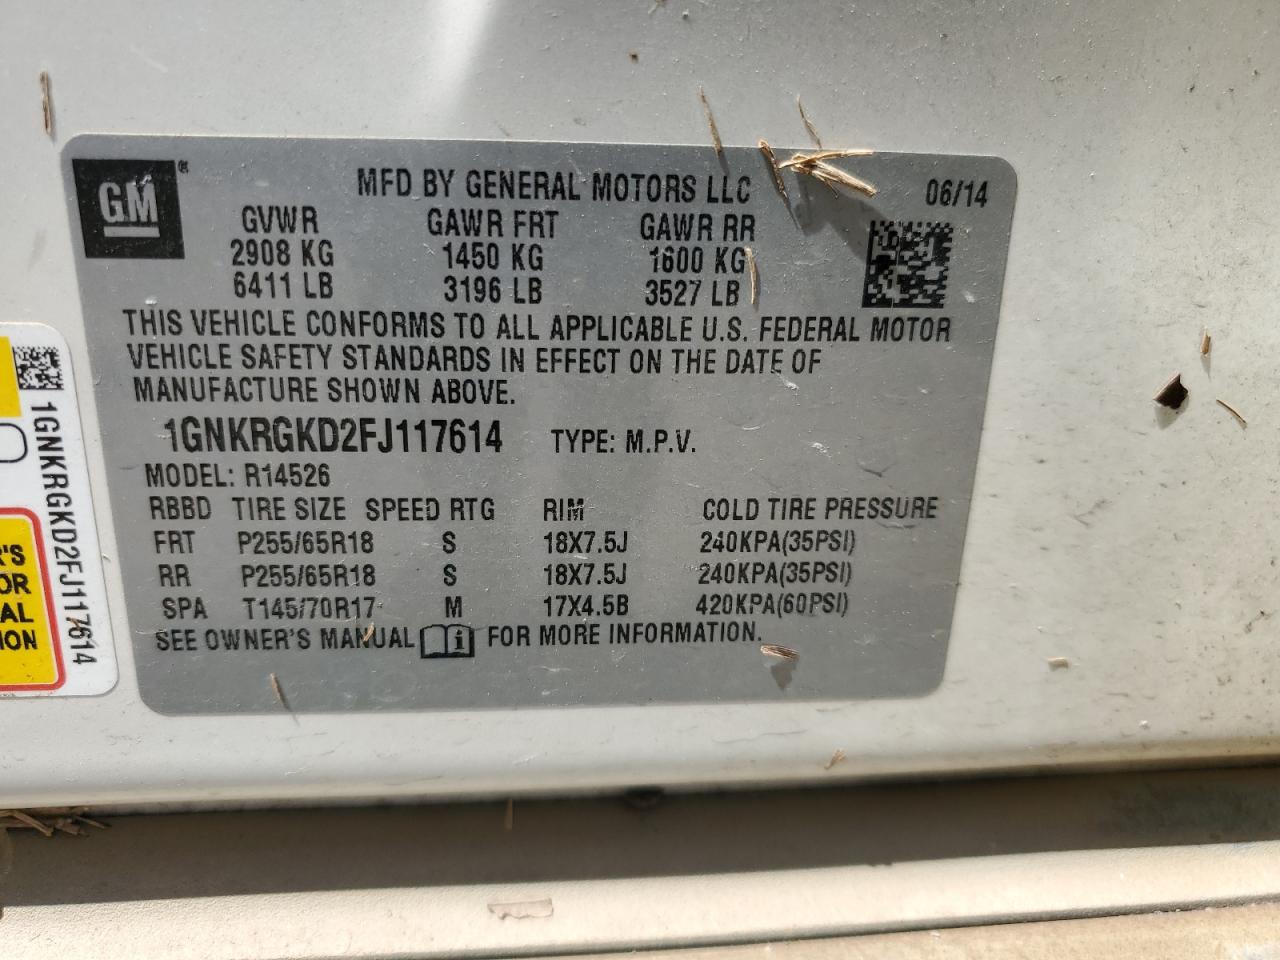 GM®
MFD BY GENERAL MOTORS LLC 06/14
GVWR GAWR FRT GAWR RR
2908 KG 1450 KG 1600 KG
6411 LB 3196 LB 3527 LB
THIS VEHICLE CONFORMS TO ALL APPLICABLE U.S. FEDERAL MOTOR
VEHICLE SAFETY STANDARDS IN EFFECT ON THE DATE OF
MANUFACTURE SHOWN ABOVE.
1GNKRGKD2FJ117614 TYPE: M.P.V.
MODEL: R14526
RBBD TIRE SIZE SPEED RTG RIM COLD TIRE PRESSURE
FRT P255/65R18 S 18X7.5J 240KPA(35PSI)
RR P255/65R18 S 18X7.5J 240KPA(35PSI)
SPA T145/70R17 M 17X4.5B 420KPA(60PSI)
SEE OWNER'S MANUAL i FOR MORE INFORMATION.
1GNKRGKD2FJ117614
R'S
OR
AL
ION